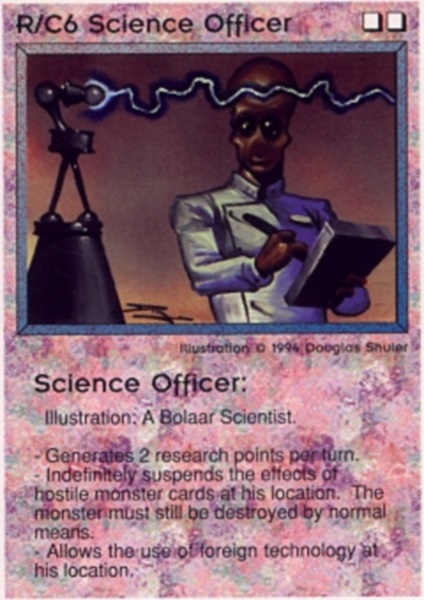 R/C6 Science Officer
Illustration © 1994 Douglas Shuler
Science Officer:
Illustration: A Bolaar Scientist.
- Generates 2 research points per turn.
- Indefinitely suspends the effects of
hostile monster cards at his location. The
monster must still be destroyed by normal
means.
- Allows the use of foreign technology at
his location.